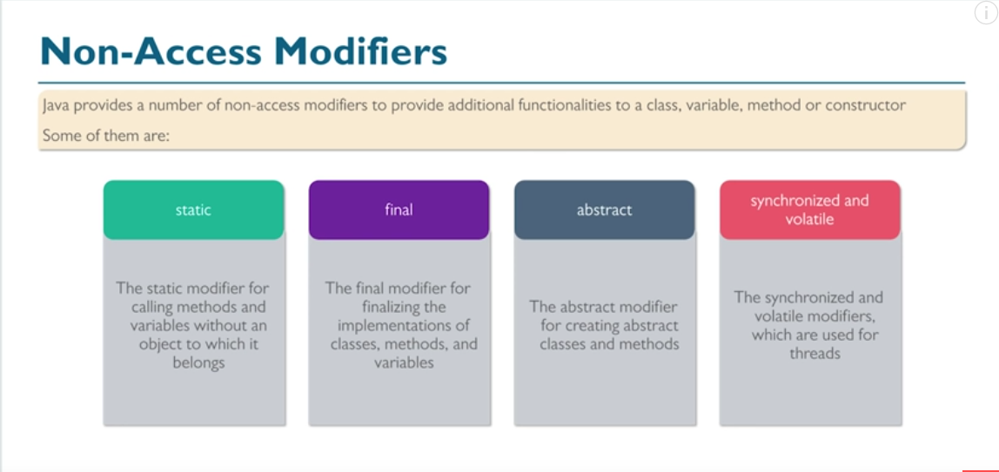 Non-Access Modifiers
Java provides a number of non-access modifiers to provide additional functionalities to a class, variable, method or constructor
Some of them are:
static
The static modifier for
calling methods and
variables without an
object to which it
belongs
final
The final modifier for
finalizing the
implementations of
classes, methods, and
variables
abstract
The abstract modifier
for creating abstract
classes and methods
synchronized and
volatile
The synchronized and
volatile modifiers,
which are used for
threads